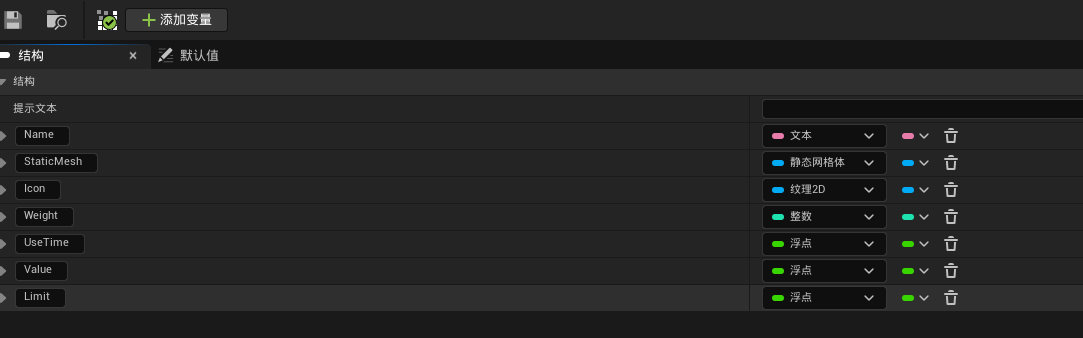 添加变量
结构
默认值
结构
提示文本
Name 文本
StaticMesh 静态网格体
Icon 纹理2D
Weight 整数
UseTime 浮点
Value 浮点
Limit 浮点